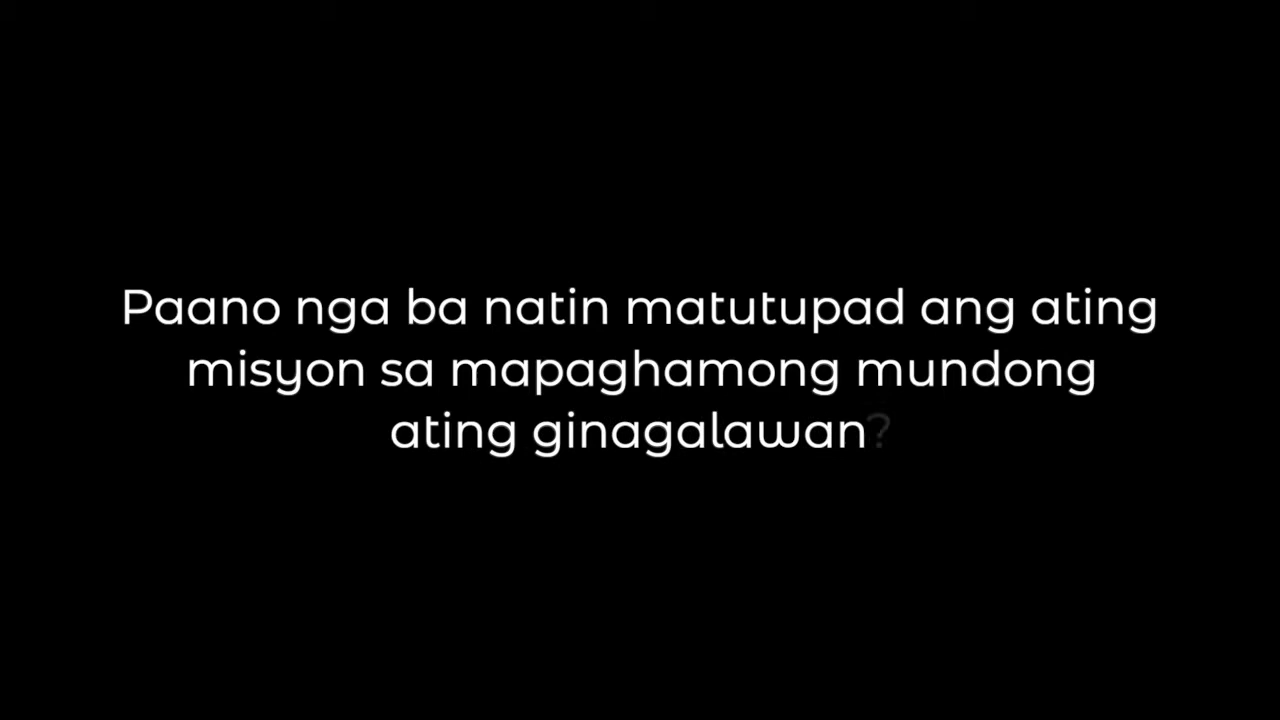 Paano nga ba natin matutupad ang ating
misyon sa mapaghamong mundong
ating ginagalawan?